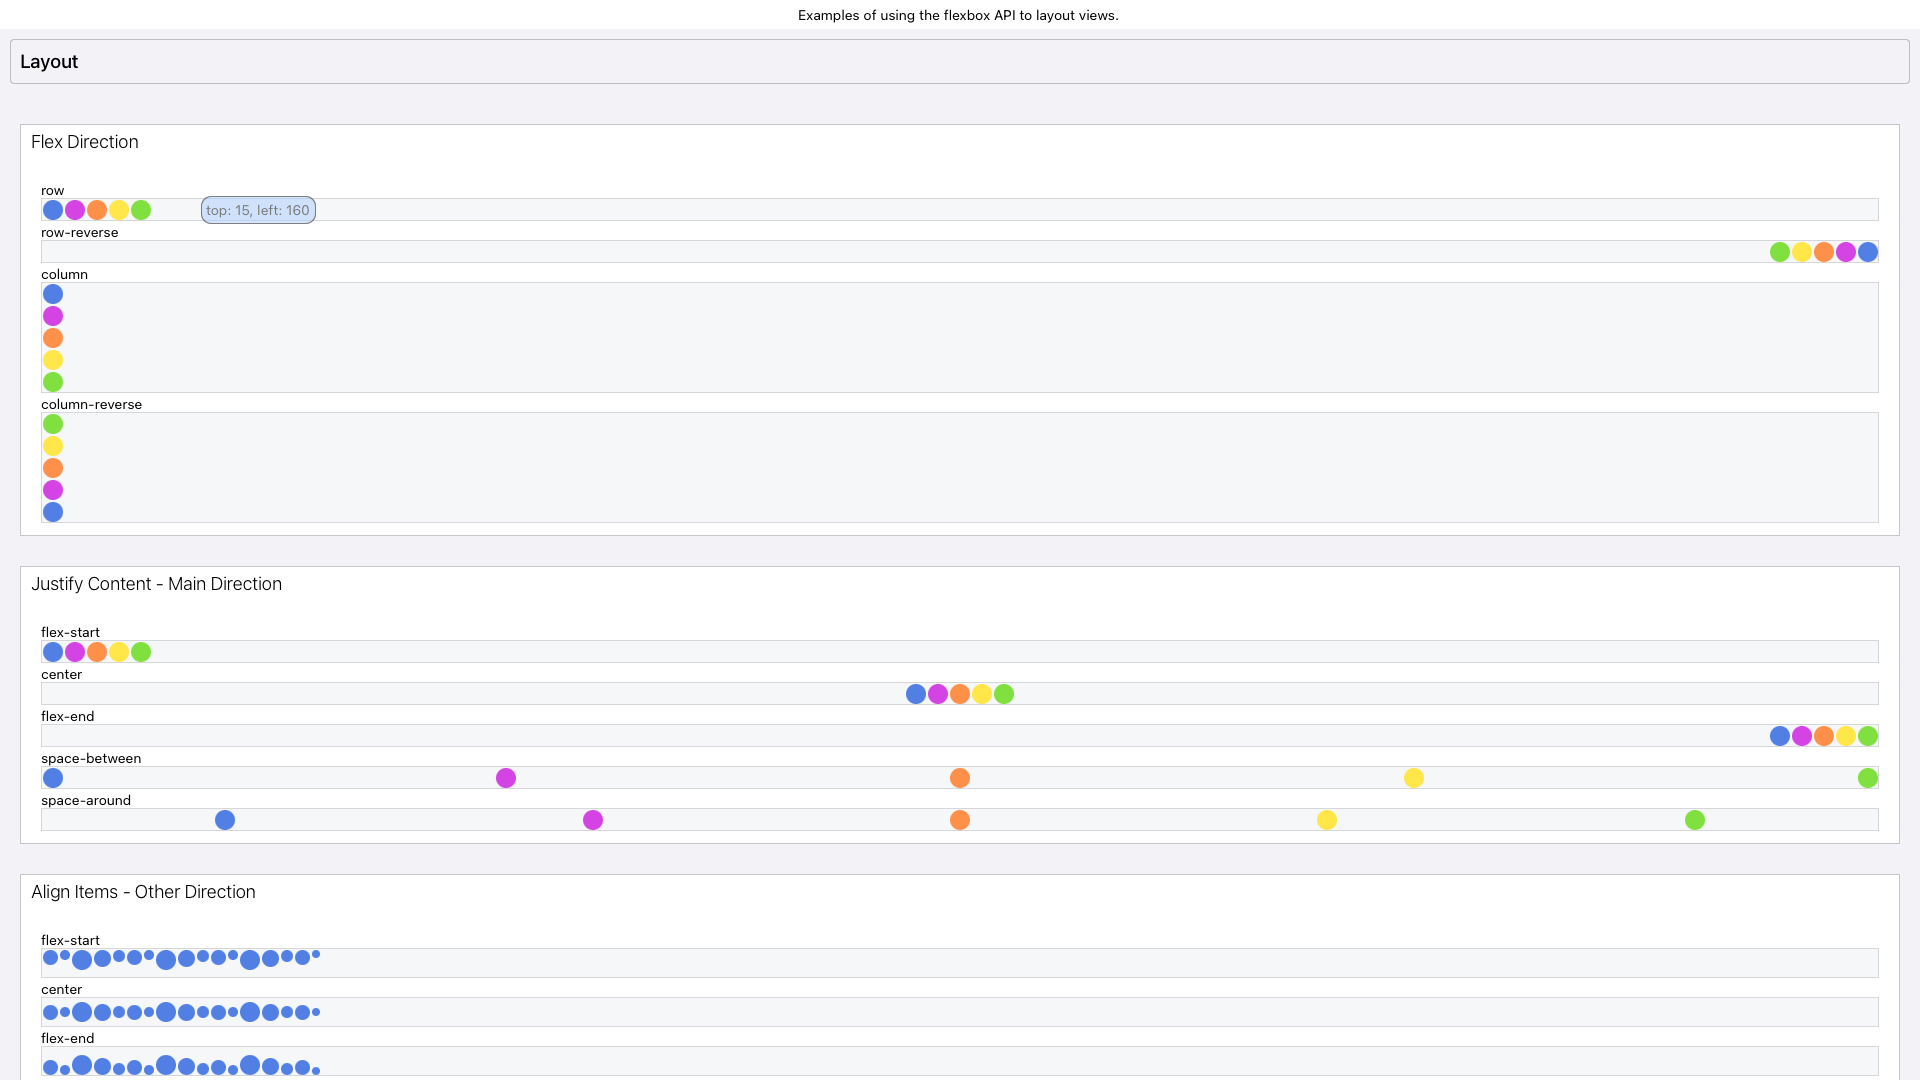 Examples of using the flexbox API to layout views.
Layout
Flex Direction
row
top: 15, left: 160
row-reverse
column
column-reverse
Justify Content - Main Direction
flex-start
center
flex-end
space-between
space-around
Align Items - Other Direction
flex-start
center
flex-end